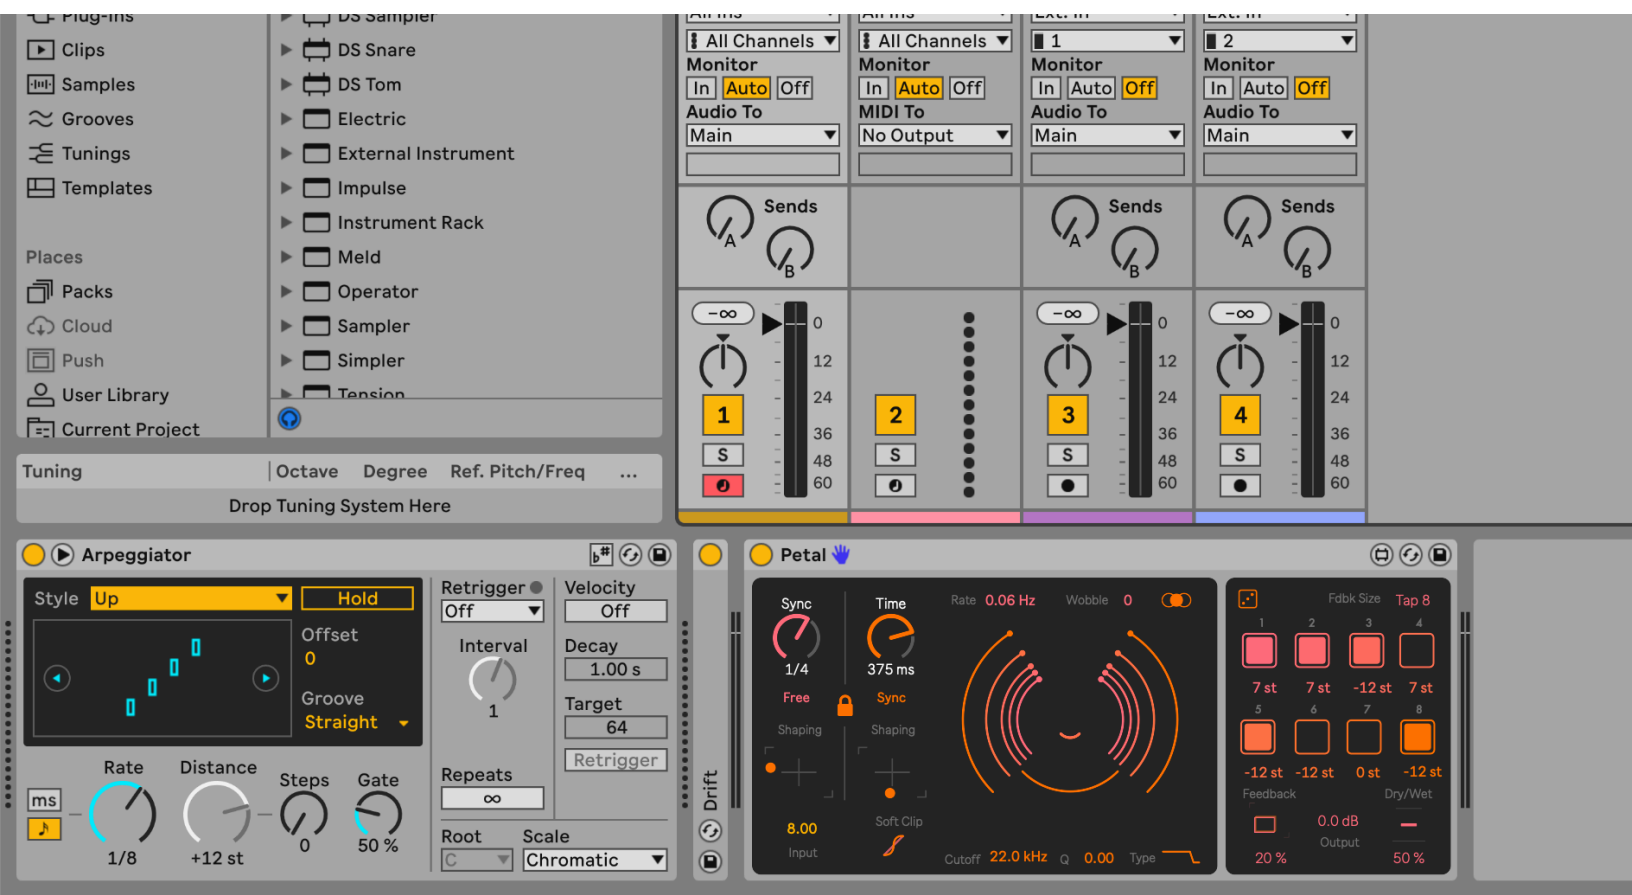 Plug-Ins
Clips
Samples
Grooves
Tunings
Templates
Places
Packs
Cloud
Push
User Library
Current Project
DS Sampler
DS Snare
DS Tom
Electric
External Instrument
Impulse
Instrument Rack
Meld
Operator
Sampler
Simpler
Tension
Tuning Octave Degree Ref. Pitch/Freq ...
Drop Tuning System Here
All Ins All Ins Ext. In Ext. In
All Channels All Channels 1 2
Monitor Monitor Monitor Monitor
In Auto Off In Auto Off In Auto Off In Auto Off
Audio To MIDI To Audio To Audio To
Main No Output Main Main
Sends Sends Sends
A A A
B B B
-∞ -∞ -∞
0 0 0
12 12 12
24 24 24
1 2 3 4
36 36 36
S S S S
48 48 48
60 60 60
Arpeggiator
Style Up Hold
Offset
0
Groove
Straight
Rate Distance Steps Gate
ms
1/8 +12 st 0 50 %
Retrigger
Off
Interval
1
Repeats
∞
Root Scale
C Chromatic
Velocity
Off
Decay
1.00 s
Target
64
Retrigger
Drift
Petal
Sync Time
1/4 375 ms
Free Sync
Shaping Shaping
8.00
Input
Soft Clip
Rate 0.06 Hz Wobble 0
Cutoff 22.0 kHz Q 0.00 Type
Fdbk Size Tap 8
1 2 3 4
7 st 7 st -12 st 7 st
5 6 7 8
-12 st -12 st 0 st -12 st
Feedback Dry/Wet
0.0 dB
Output
20 % 50 %